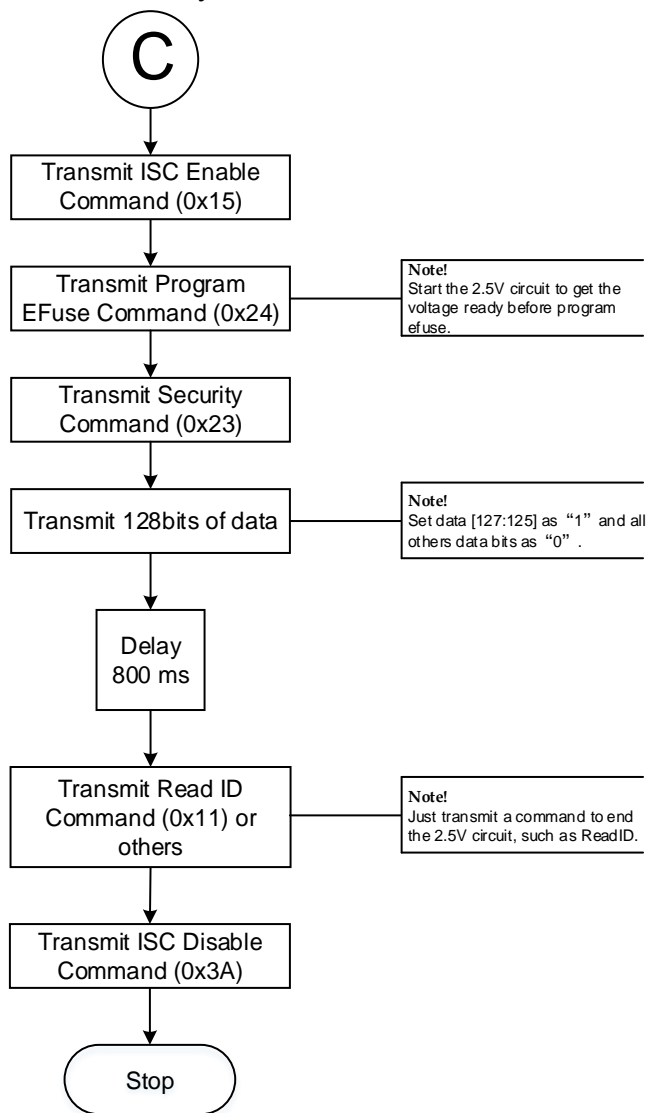 C
Transmit ISC Enable
Command (0x15)
Transmit Program
EFuse Command (0x24)
Note!
Start the 2.5V circuit to get the
voltage ready before program
efuse.
Transmit Security
Command (0x23)
Transmit 128bits of data
Note!
Set data [127:125] as “1” and all
others data bits as “0” .
Delay
800 ms
Transmit Read ID
Command (0x11) or
others
Note!
Just transmit a command to end
the 2.5V circuit, such as ReadID.
Transmit ISC Disable
Command (0x3A)
Stop